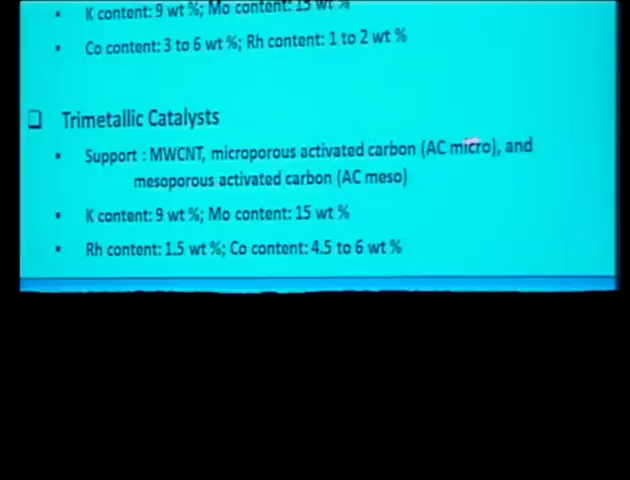 K content: 9 wt %; Mo content: 15 wt %
Co content: 3 to 6 wt %; Rh content: 1 to 2 wt %
Trimetallic Catalysts
Support : MWCNT, microporous activated carbon (AC micro), and
mesoporous activated carbon (AC meso)
K content: 9 wt %; Mo content: 15 wt %
Rh content: 1.5 wt %; Co content: 4.5 to 6 wt %